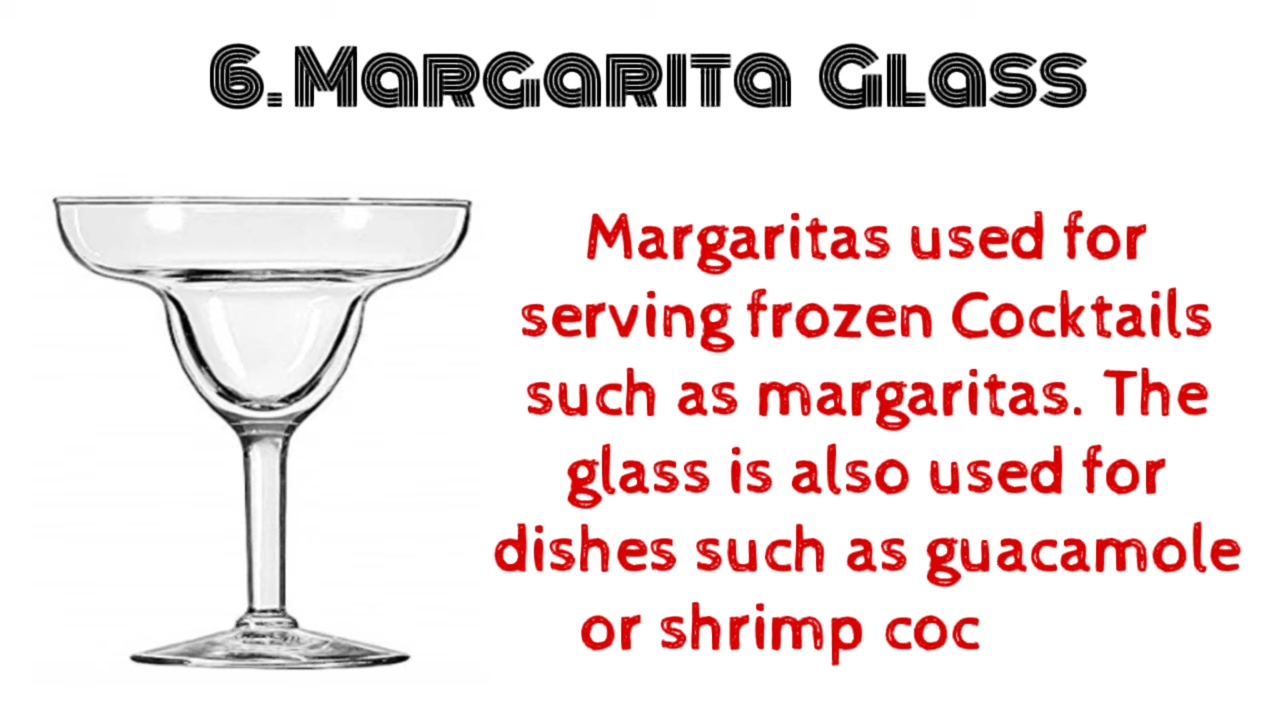 6. Margarita Glass
Margaritas used for
serving frozen Cocktails
such as margaritas. The
glass is also used for
dishes such as guacamole
or shrimp coc